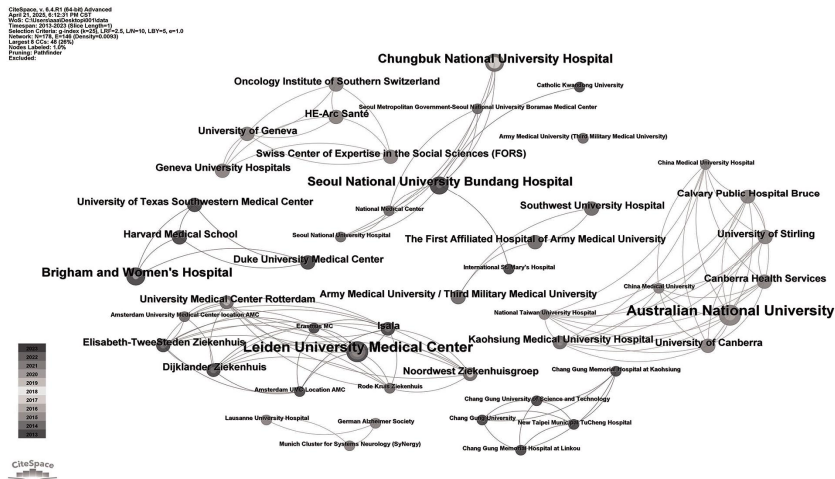 CiteSpace, v. 6.4.R1 (64-bit) Advanced
April 21, 2025, 6:12:31 PM CST
WoS: C:\Users\aaa\Desktop\001\data
Timespan: 2013-2023 (Slice Length=1)
Selection Criteria: g-index (k=25), LRF=2.5, L/N=10, LBY=5, e=1.0
Network: N=178, E=146 (Density=0.0093)
Largest 8 CCs: 48 (26%)
Nodes Labeled: 1.0%
Pruning: Pathfinder
Excluded:
Chungbuk National University Hospital
Oncology Institute of Southern Switzerland
Catholic Kwandong University
Seoul Metropolitan Government-Seoul National University Boramae Medical Center
HE-Arc Santé
University of Geneva
Army Medical University (Third Military Medical University)
Swiss Center of Expertise in the Social Sciences (FORS)
Geneva University Hospitals
China Medical University Hospital
Seoul National University Bundang Hospital
Calvary Public Hospital Bruce
University of Texas Southwestern Medical Center
National Medical Center
Southwest University Hospital
Harvard Medical School
Seoul National University Hospital
The First Affiliated Hospital of Army Medical University
University of Stirling
Duke University Medical Center
International St. Mary's Hospital
Brigham and Women's Hospital
Canberra Health Services
China Medical University
University Medical Center Rotterdam
Army Medical University / Third Military Medical University
Amsterdam University Medical Center location AMC
National Taiwan University Hospital
Australian National University
Erasmus MC
Isala
Elisabeth-TweeSteden Ziekenhuis
Leiden University Medical Center
Kaohsiung Medical University Hospital
University of Canberra
Dijklander Ziekenhuis
Noordwest Ziekenhuisgroep
Chang Gung Memorial Hospital at Kaohsiung
Amsterdam UMC Location AMC
Rode Kruis Ziekenhuis
Chang Gung University of Science and Technology
Lausanne University Hospital
German Alzheimer Society
Chang Gung University
New Taipei Municipal TuCheng Hospital
Munich Cluster for Systems Neurology (SyNergy)
Chang Gung Memorial Hospital at Linkou
2022
2021
2020
2019
2018
2017
2016
2015
2014
CiteSpace